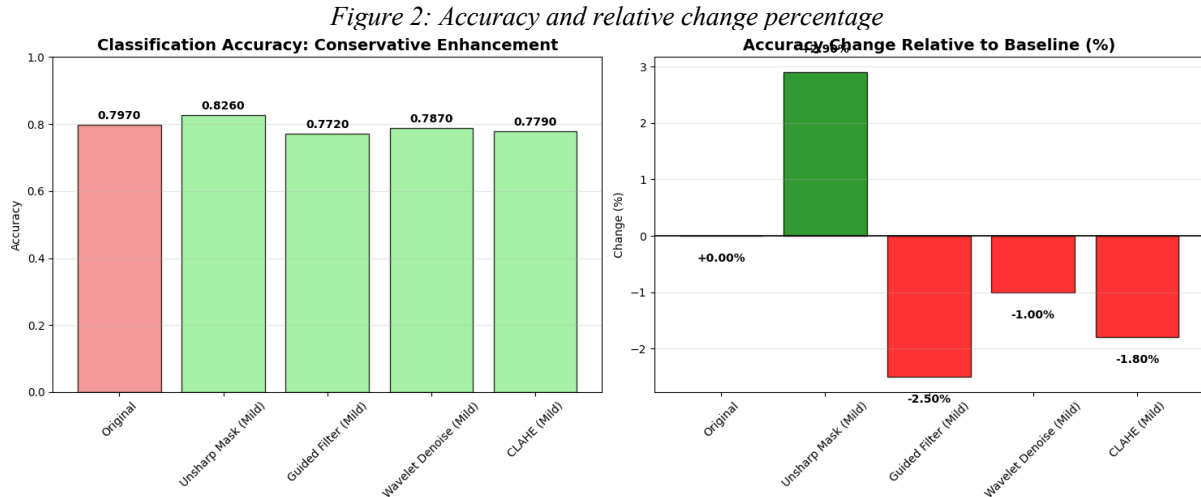 Figure 2: Accuracy and relative change percentage
Classification Accuracy: Conservative Enhancement
1.0
0.8
0.6
0.4
0.2
0.0
Accuracy
0.7970
0.8260
0.7720
0.7870
0.7790
Original
Unsharp Mask (Mild)
Guided Filter (Mild)
Wavelet Denoise (Mild)
CLAHE (Mild)
Accuracy Change Relative to Baseline (%)
3
2
1
0
−1
−2
Change (%)
+0.00%
+2.90%
-2.50%
-1.00%
-1.80%
Original
Unsharp Mask (Mild)
Guided Filter (Mild)
Wavelet Denoise (Mild)
CLAHE (Mild)